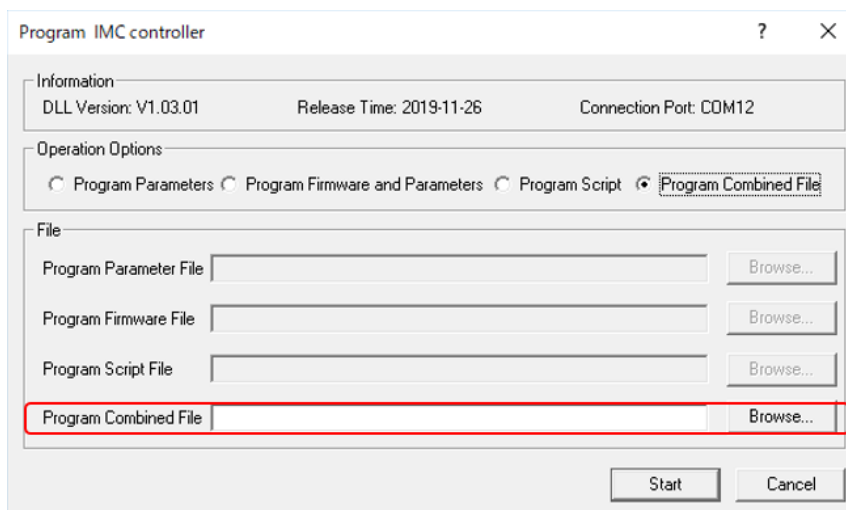 Program IMC controller ? ×
Information
DLL Version: V1.03.01 Release Time: 2019-11-26 Connection Port: COM12
Operation Options
Program Parameters Program Firmware and Parameters Program Script Program Combined File
File
Program Parameter File Browse...
Program Firmware File Browse...
Program Script File Browse...
Program Combined File Browse...
Start Cancel